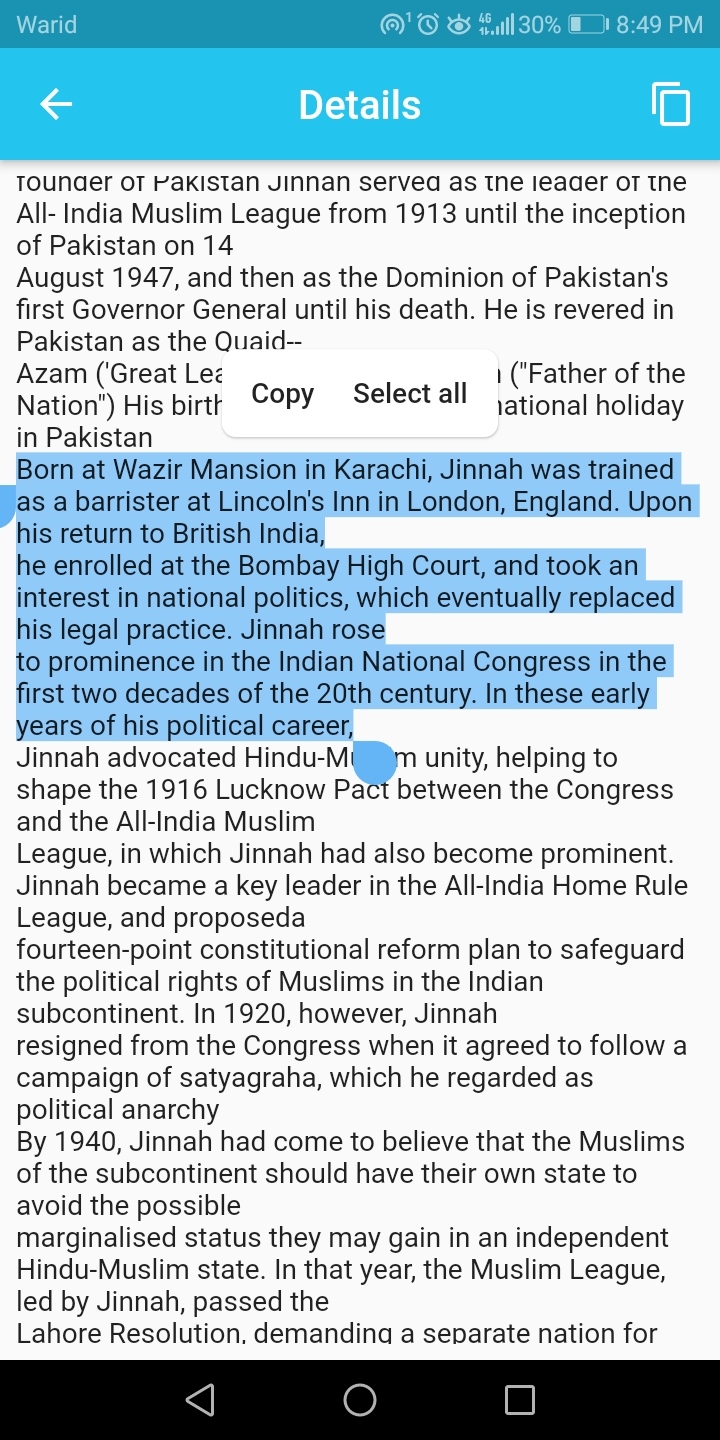 Warid 1 4G 30% 8:49 PM
Details
founder of Pakistan Jinnah served as the leader of the
All- India Muslim League from 1913 until the inception
of Pakistan on 14
August 1947, and then as the Dominion of Pakistan's
first Governor General until his death. He is revered in
Pakistan as the Quaid--
Azam ('Great ("Father of the
Copy Select all
Nation") His national holiday
in Pakistan
Born at Wazir Mansion in Karachi, Jinnah was trained
as a barrister at Lincoln's Inn in London, England. Upon
his return to British India,
he enrolled at the Bombay High Court, and took an
interest in national politics, which eventually replaced
his legal practice. Jinnah rose
to prominence in the Indian National Congress in the
first two decades of the 20th century. In these early
years of his political career,
Jinnah advocated unity, helping to
shape the 1916 Lucknow Pact between the Congress
and the All-India Muslim
League, in which Jinnah had also become prominent.
Jinnah became a key leader in the All-India Home Rule
League, and proposeda
fourteen-point constitutional reform plan to safeguard
the political rights of Muslims in the Indian
subcontinent. In 1920, however, Jinnah
resigned from the Congress when it agreed to follow a
campaign of satyagraha, which he regarded as
political anarchy
By 1940, Jinnah had come to believe that the Muslims
of the subcontinent should have their own state to
avoid the possible
marginalised status they may gain in an independent
Hindu-Muslim state. In that year, the Muslim League,
led by Jinnah, passed the
Lahore Resolution, demanding a separate nation for